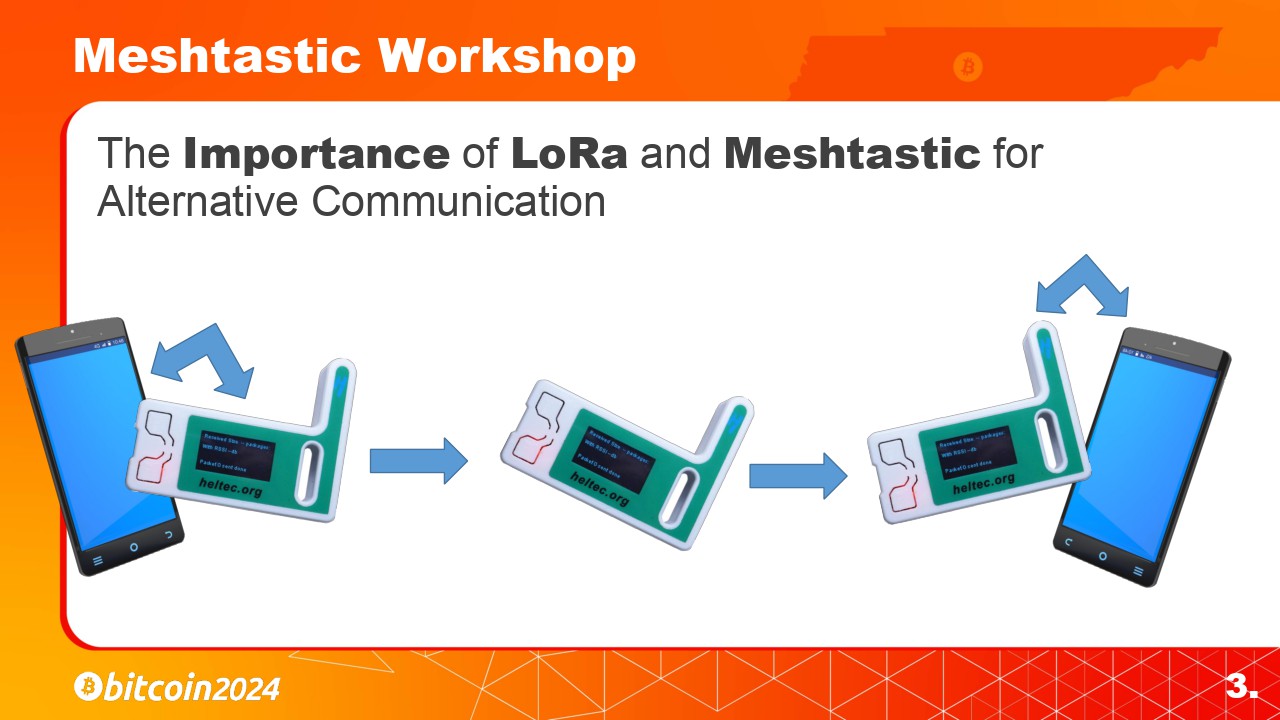 Meshtastic Workshop
The Importance of LoRa and Meshtastic for
Alternative Communication
heltec.org
heltec.org
heltec.org
bitcoin2024
3.